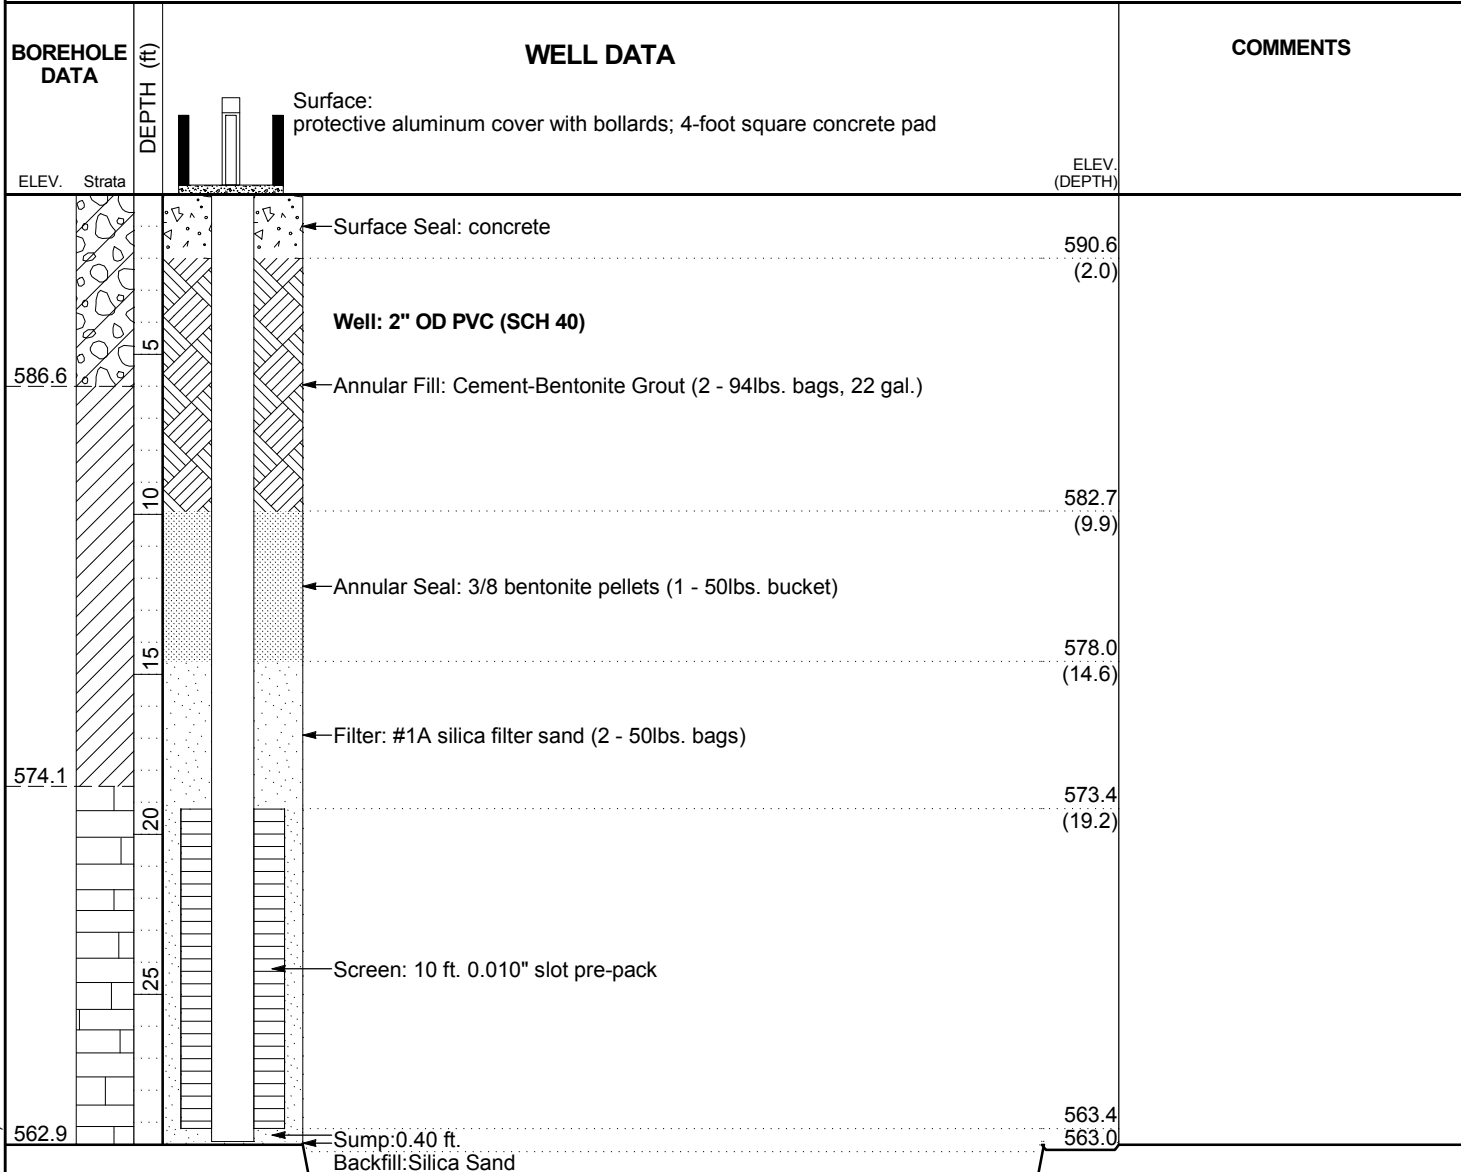 BOREHOLE
DATA
DEPTH (ft)
WELL DATA
COMMENTS
Surface:
protective aluminum cover with bollards; 4-foot square concrete pad
ELEV. Strata
ELEV.
(DEPTH)
Surface Seal: concrete
590.6
(2.0)
Well: 2" OD PVC (SCH 40)
5
586.6
Annular Fill: Cement-Bentonite Grout (2 - 94lbs. bags, 22 gal.)
10
582.7
(9.9)
Annular Seal: 3/8 bentonite pellets (1 - 50lbs. bucket)
15
578.0
(14.6)
Filter: #1A silica filter sand (2 - 50lbs. bags)
574.1
573.4
20
(19.2)
Screen: 10 ft. 0.010" slot pre-pack
25
563.4
562.9
Sump:0.40 ft.
563.0
Backfill:Silica Sand